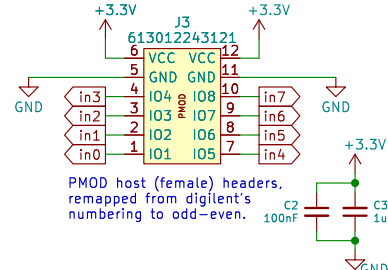 +3.3V J3 +3.3V
613012243121
6 VCC VCC 12
5 GND GND 11
GND GND
in3 4 IO4 IO8 10 in7
in2 3 IO3 IO7 9 in6
in1 2 IO2 IO6 8 in5
in0 1 IO1 IO5 7 in4
PMOD
PMOD host (female) headers,
remapped from digilent's
numbering to odd-even.
+3.3V
C2 C3
100nF 1u
GND